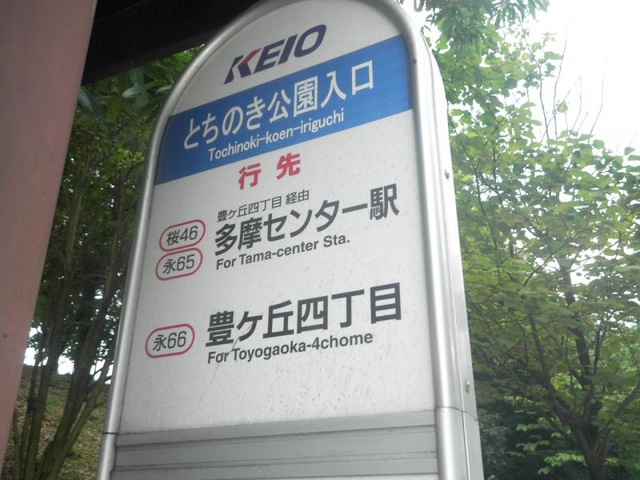 KEIO
とちのき公園入口
Tochinoki-koen-iriguchi
行先
豊ヶ丘四丁目 経由
桜46
永65
多摩センター駅
For Tama-center Sta.
永66
豊ヶ丘四丁目
For Toyogaoka-4chome